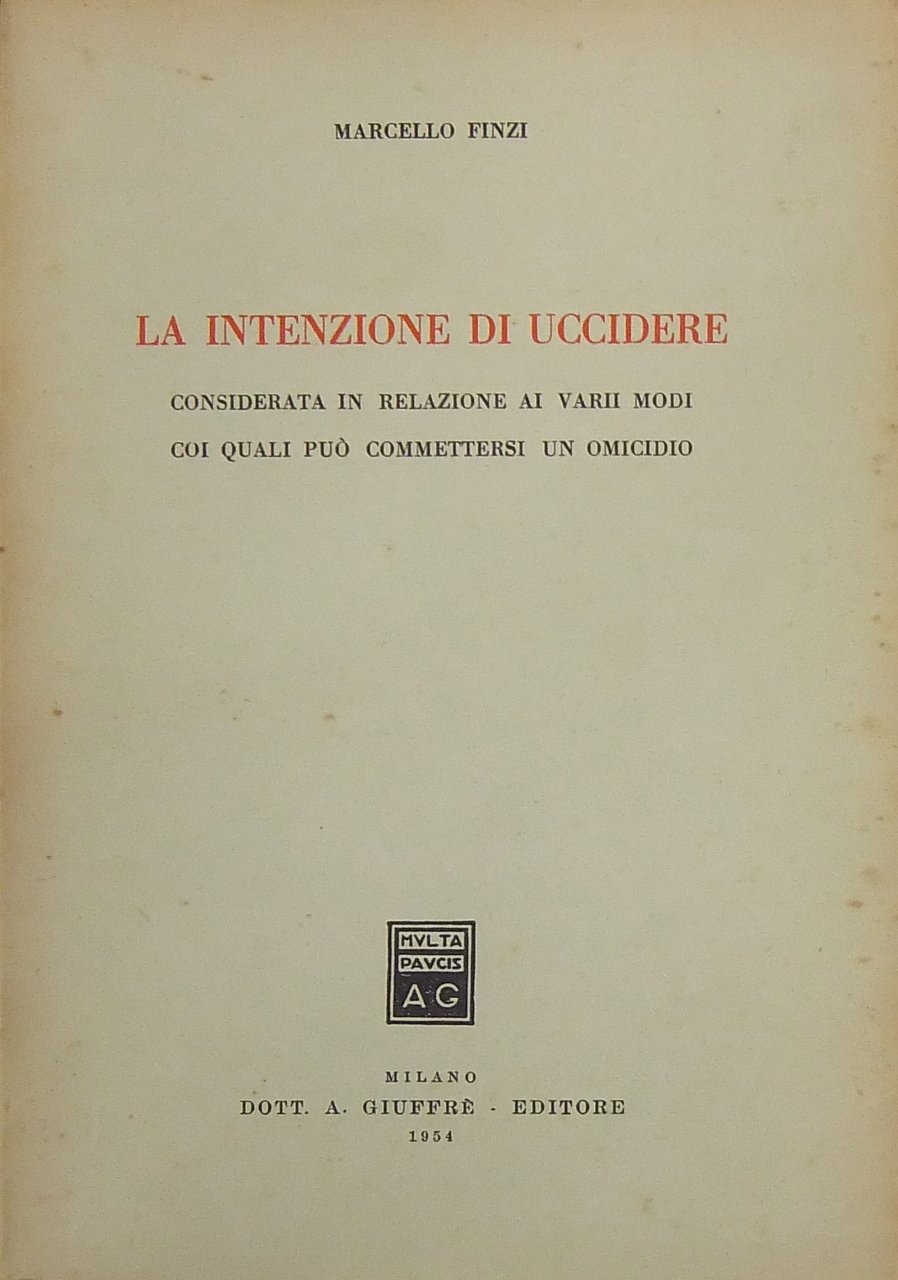 MARCELLO FINZI
LA INTENZIONE DI UCCIDERE
CONSIDERATA IN RELAZIONE AI VARII MODI
COI QUALI PUÒ COMMETTERSI UN OMICIDIO
MVLTA
PAVCIS
AG
MILANO
DOTT. A. GIUFFRÈ - EDITORE
1954